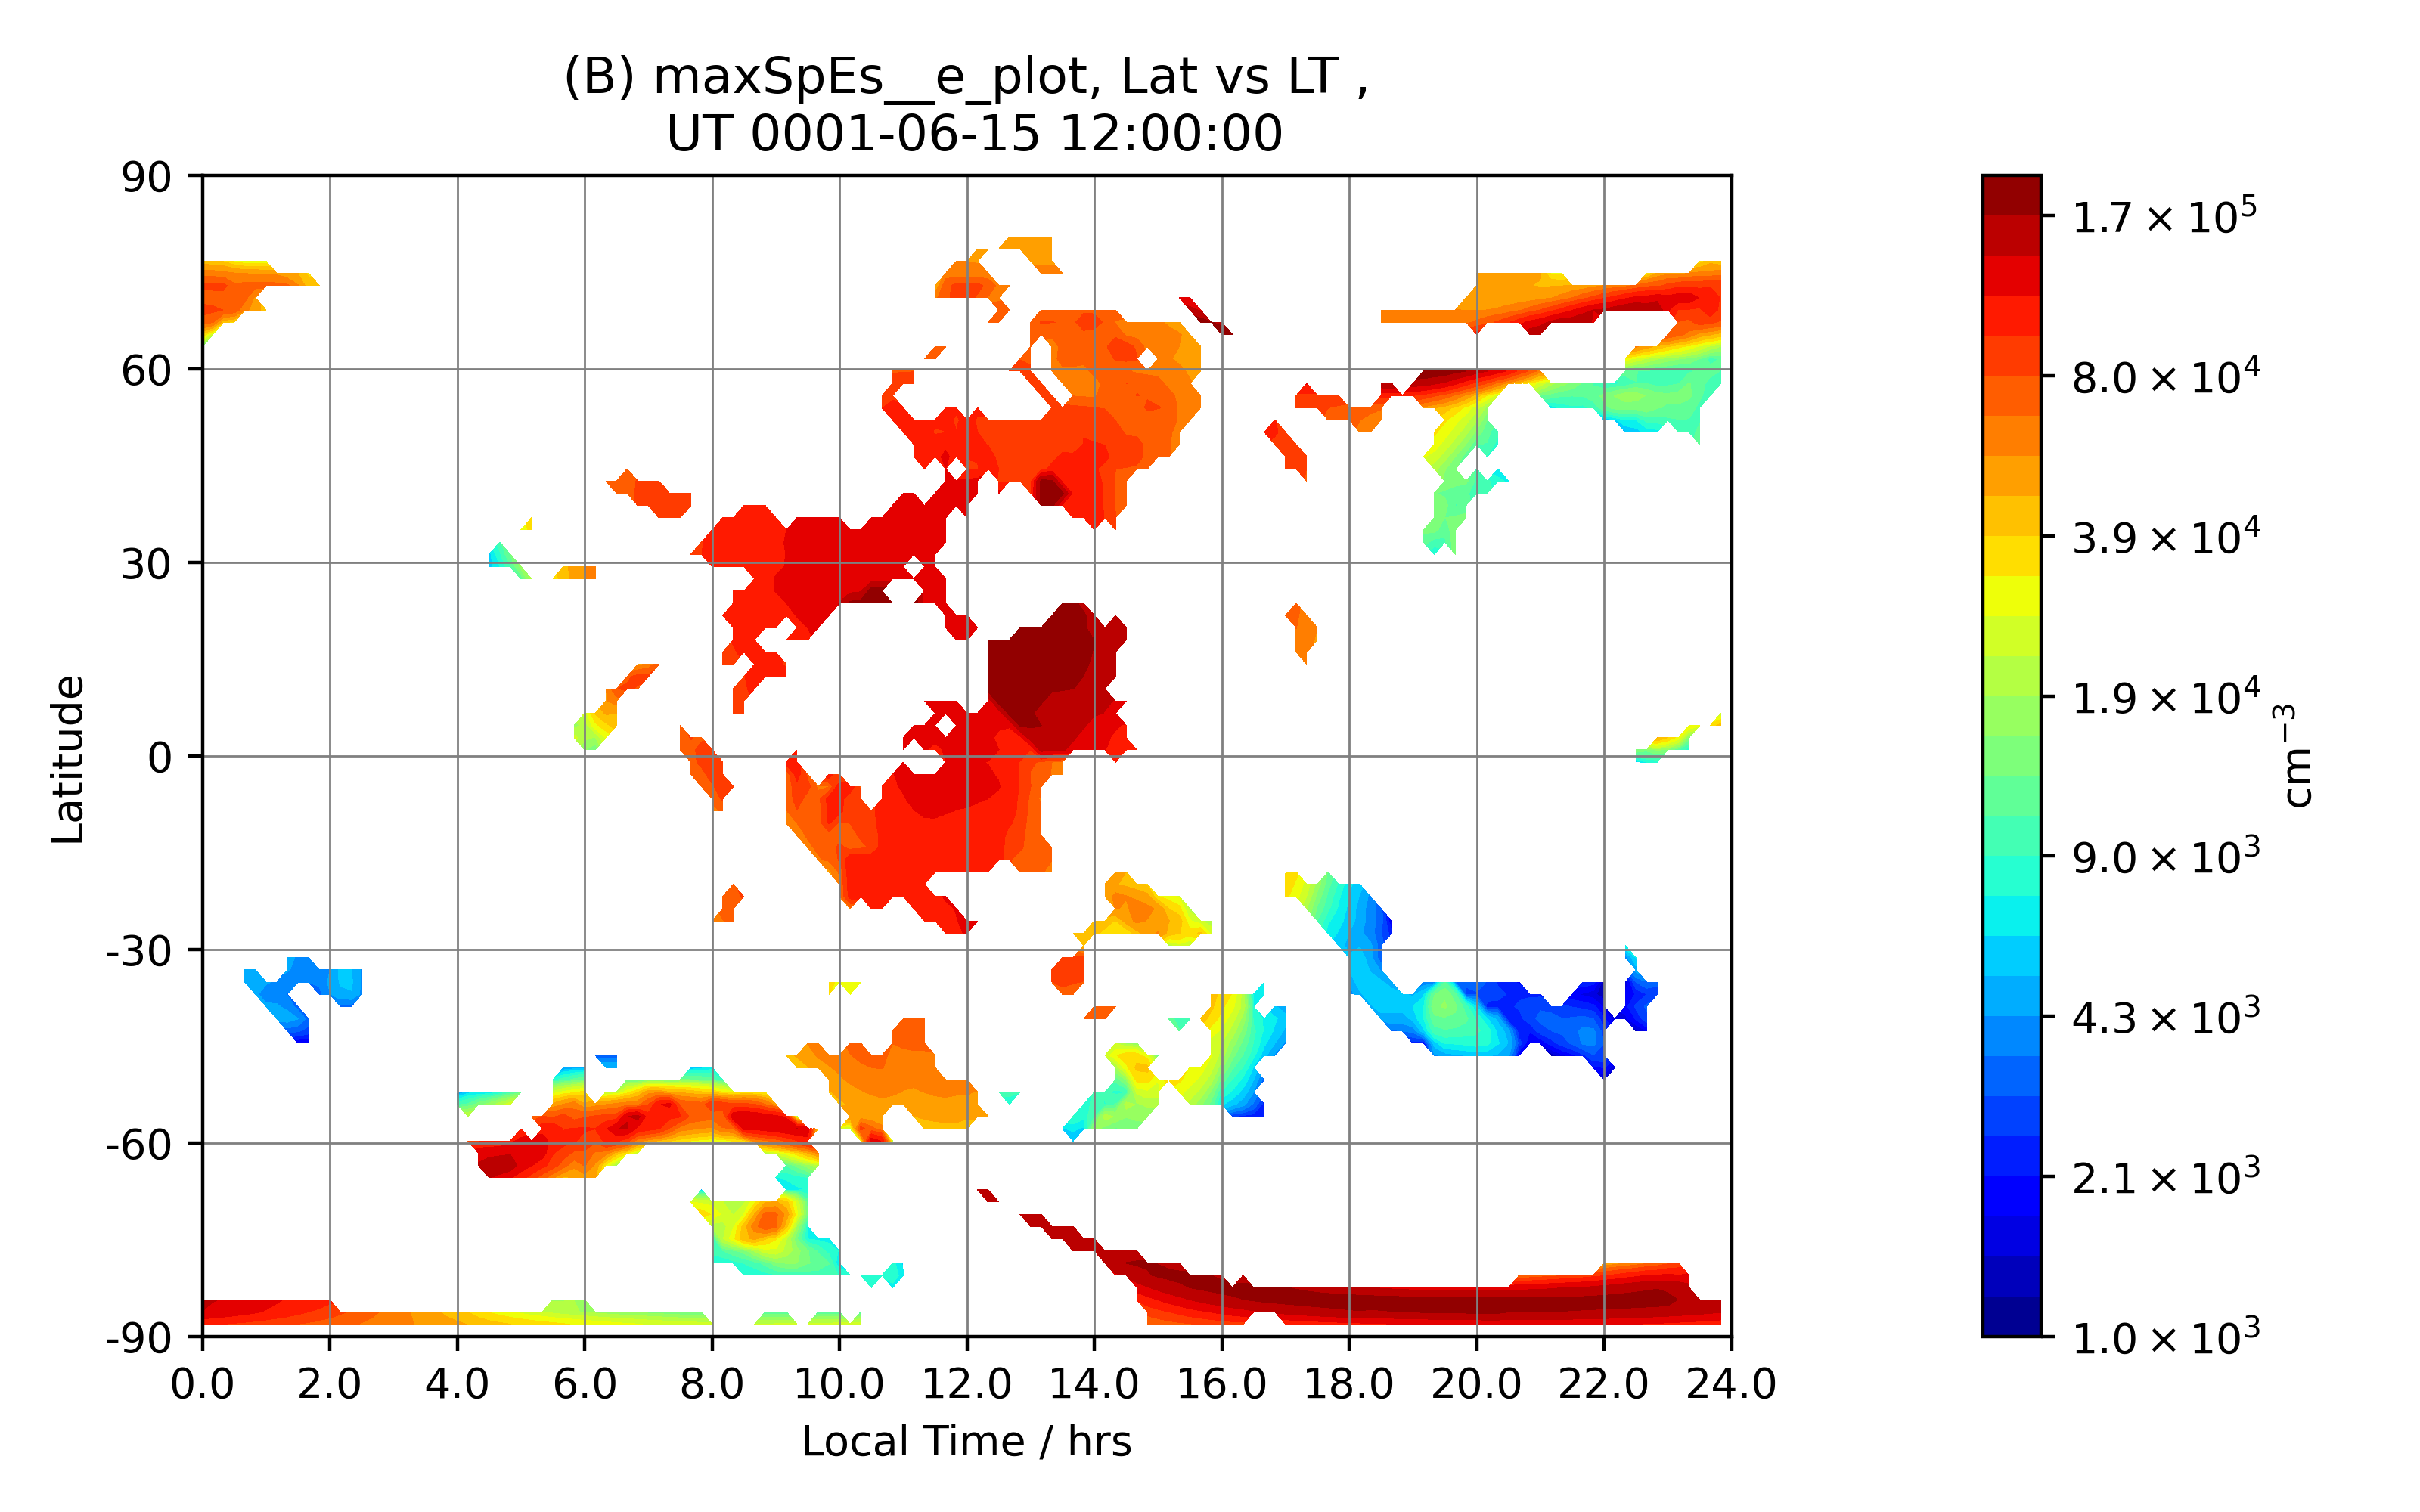 (B) maxSpEs__e_plot, Lat vs LT ,
UT 0001-06-15 12:00:00
90
60
30
0
-30
-60
-90
Latitude
0.0 2.0 4.0 6.0 8.0 10.0 12.0 14.0 16.0 18.0 20.0 22.0 24.0
Local Time / hrs
1.7 × 10⁵
8.0 × 10⁴
3.9 × 10⁴
1.9 × 10⁴
9.0 × 10³
4.3 × 10³
2.1 × 10³
1.0 × 10³
cm⁻³